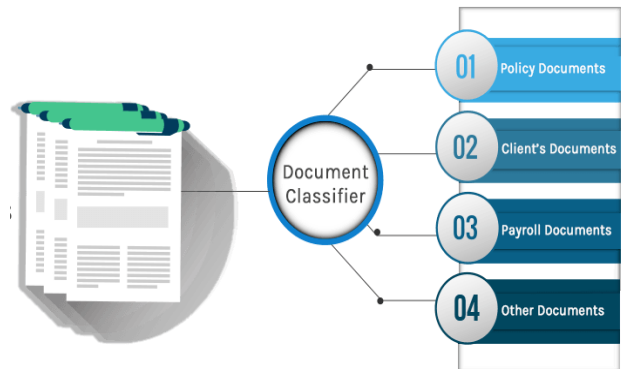 Document
Classifier
01
Policy Documents
02
Client's Documents
03
Payroll Documents
04
Other Documents